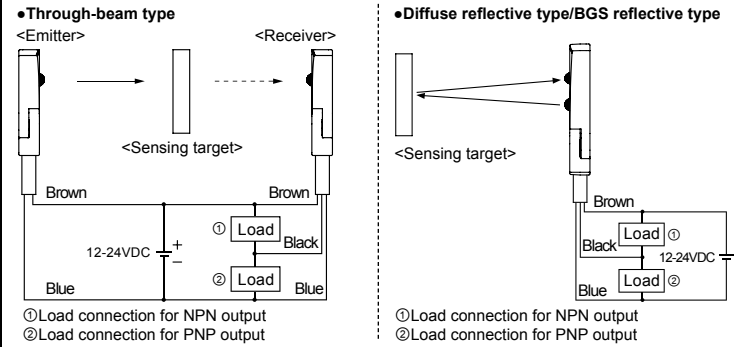 ●Through-beam type
<Emitter>
<Receiver>
<Sensing target>
Brown
Brown
① Load
Black
12-24VDC
+
−
② Load
Blue
Blue
①Load connection for NPN output
②Load connection for PNP output
●Diffuse reflective type/BGS reflective type
<Sensing target>
Brown
Load ①
Black
12-24VDC
Load ②
Blue
①Load connection for NPN output
②Load connection for PNP output